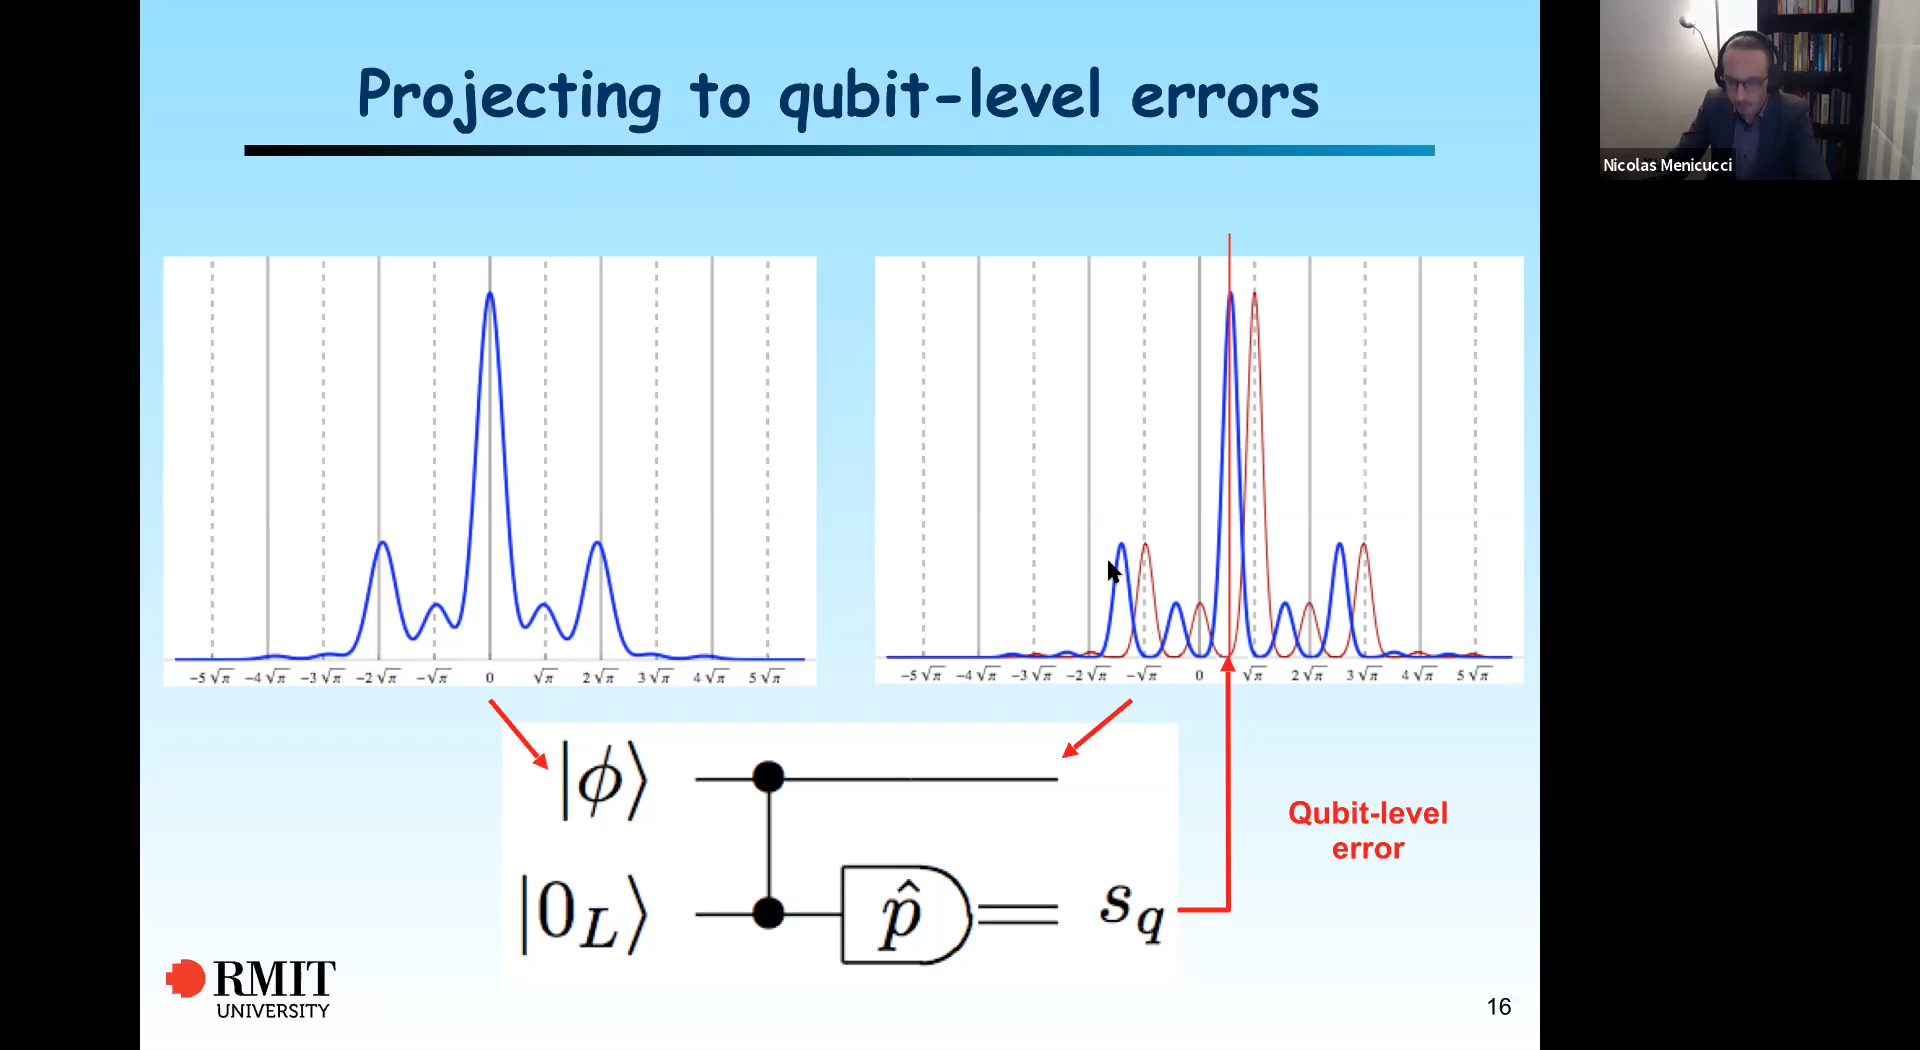 Projecting to qubit-level errors
Nicolas Menicucci
-5√π -4√π -3√π -2√π -√π 0 √π 2√π 3√π 4√π 5√π
-5√π -4√π -3√π -2√π -√π 0 √π 2√π 3√π 4√π 5√π
|ϕ⟩
|0_L⟩
p̂
s_q
Qubit-level
error
RMIT
UNIVERSITY
16